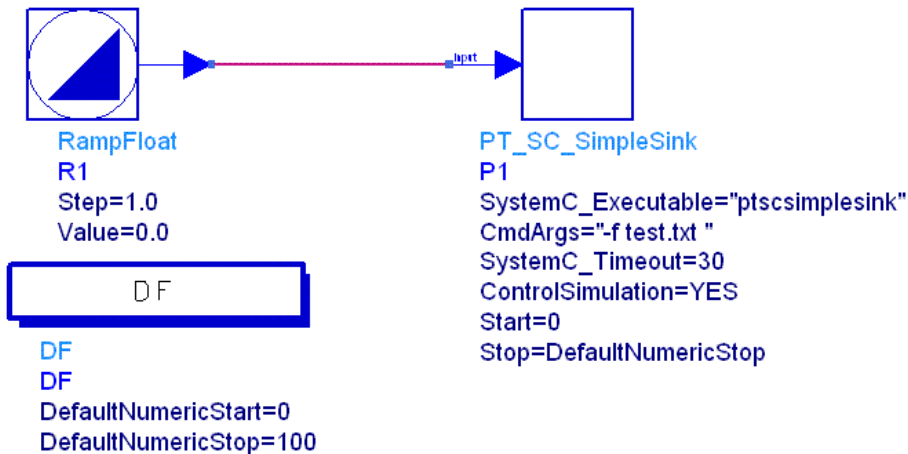 RampFloat
R1
Step=1.0
Value=0.0
PT_SC_SimpleSink
P1
SystemC_Executable="ptscsimplesink"
CmdArgs="-f test.txt "
SystemC_Timeout=30
ControlSimulation=YES
Start=0
Stop=DefaultNumericStop
DF
DF
DF
DefaultNumericStart=0
DefaultNumericStop=100